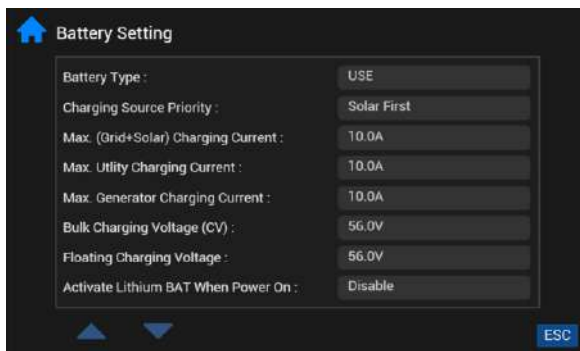 Battery Setting
Battery Type : USE
Charging Source Priority : Solar First
Max. (Grid+Solar) Charging Current : 10.0A
Max. Utlity Charging Current : 10.0A
Max. Generator Charging Current : 10.0A
Bulk Charging Voltage (CV) : 56.0V
Floating Charging Voltage : 56.0V
Activate Lithium BAT When Power On : Disable
ESC